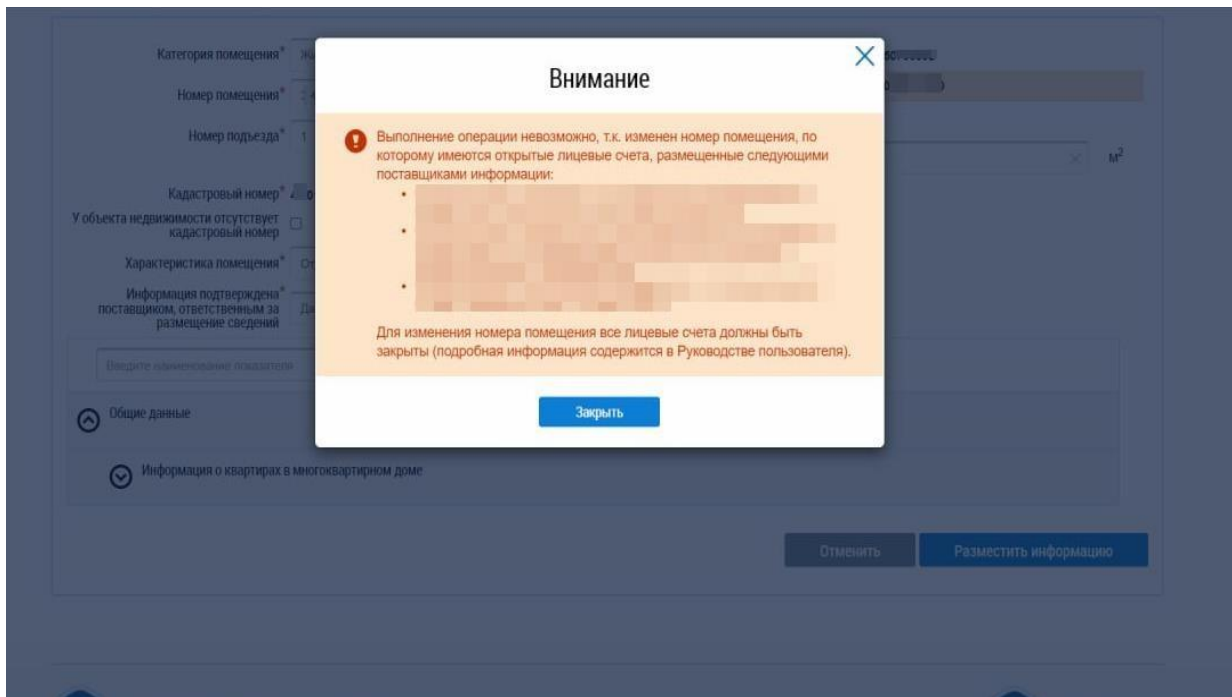 Категория помещения*
Внимание
Номер помещения*
Номер подъезда* 1
Выполнение операции невозможно, т.к. изменен номер помещения, по
которому имеются открытые лицевые счета, размещенные следующими
поставщиками информации:
м²
Кадастровый номер*
У объекта недвижимости отсутствует
кадастровый номер
Характеристика помещения*
Информация подтверждена*
поставщиком, ответственным за
размещение сведений
Для изменения номера помещения все лицевые счета должны быть
закрыты (подробная информация содержится в Руководстве пользователя).
Введите наименование показателя
Закрыть
Общие данные
Информация о квартирах в многоквартирном доме
Отменить
Разместить информацию